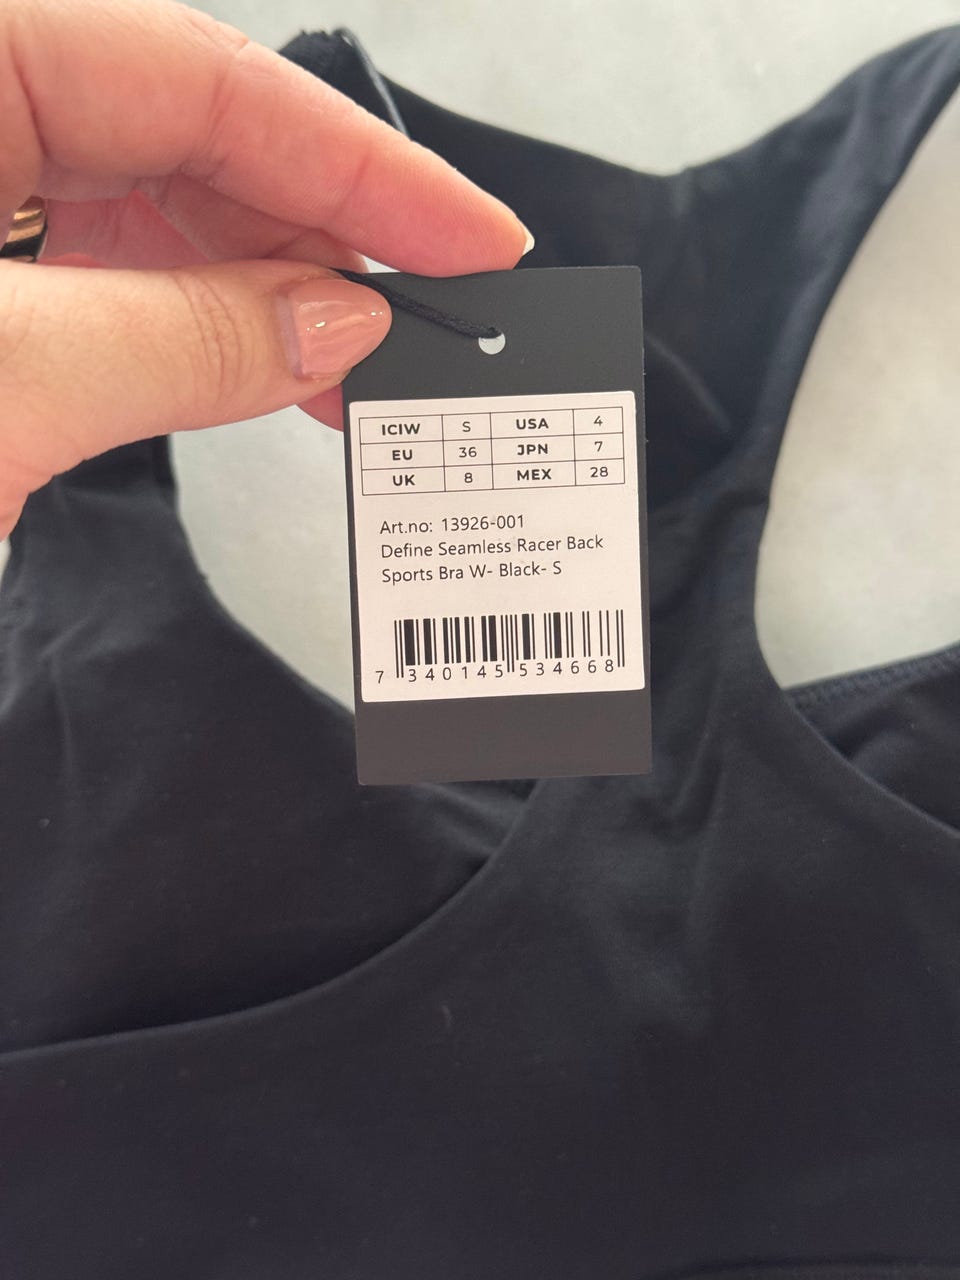 ICIW S USA 4
EU 36 JPN 7
UK 8 MEX 28
Art.no: 13926-001
Define Seamless Racer Back
Sports Bra W- Black- S
7 340145 534668